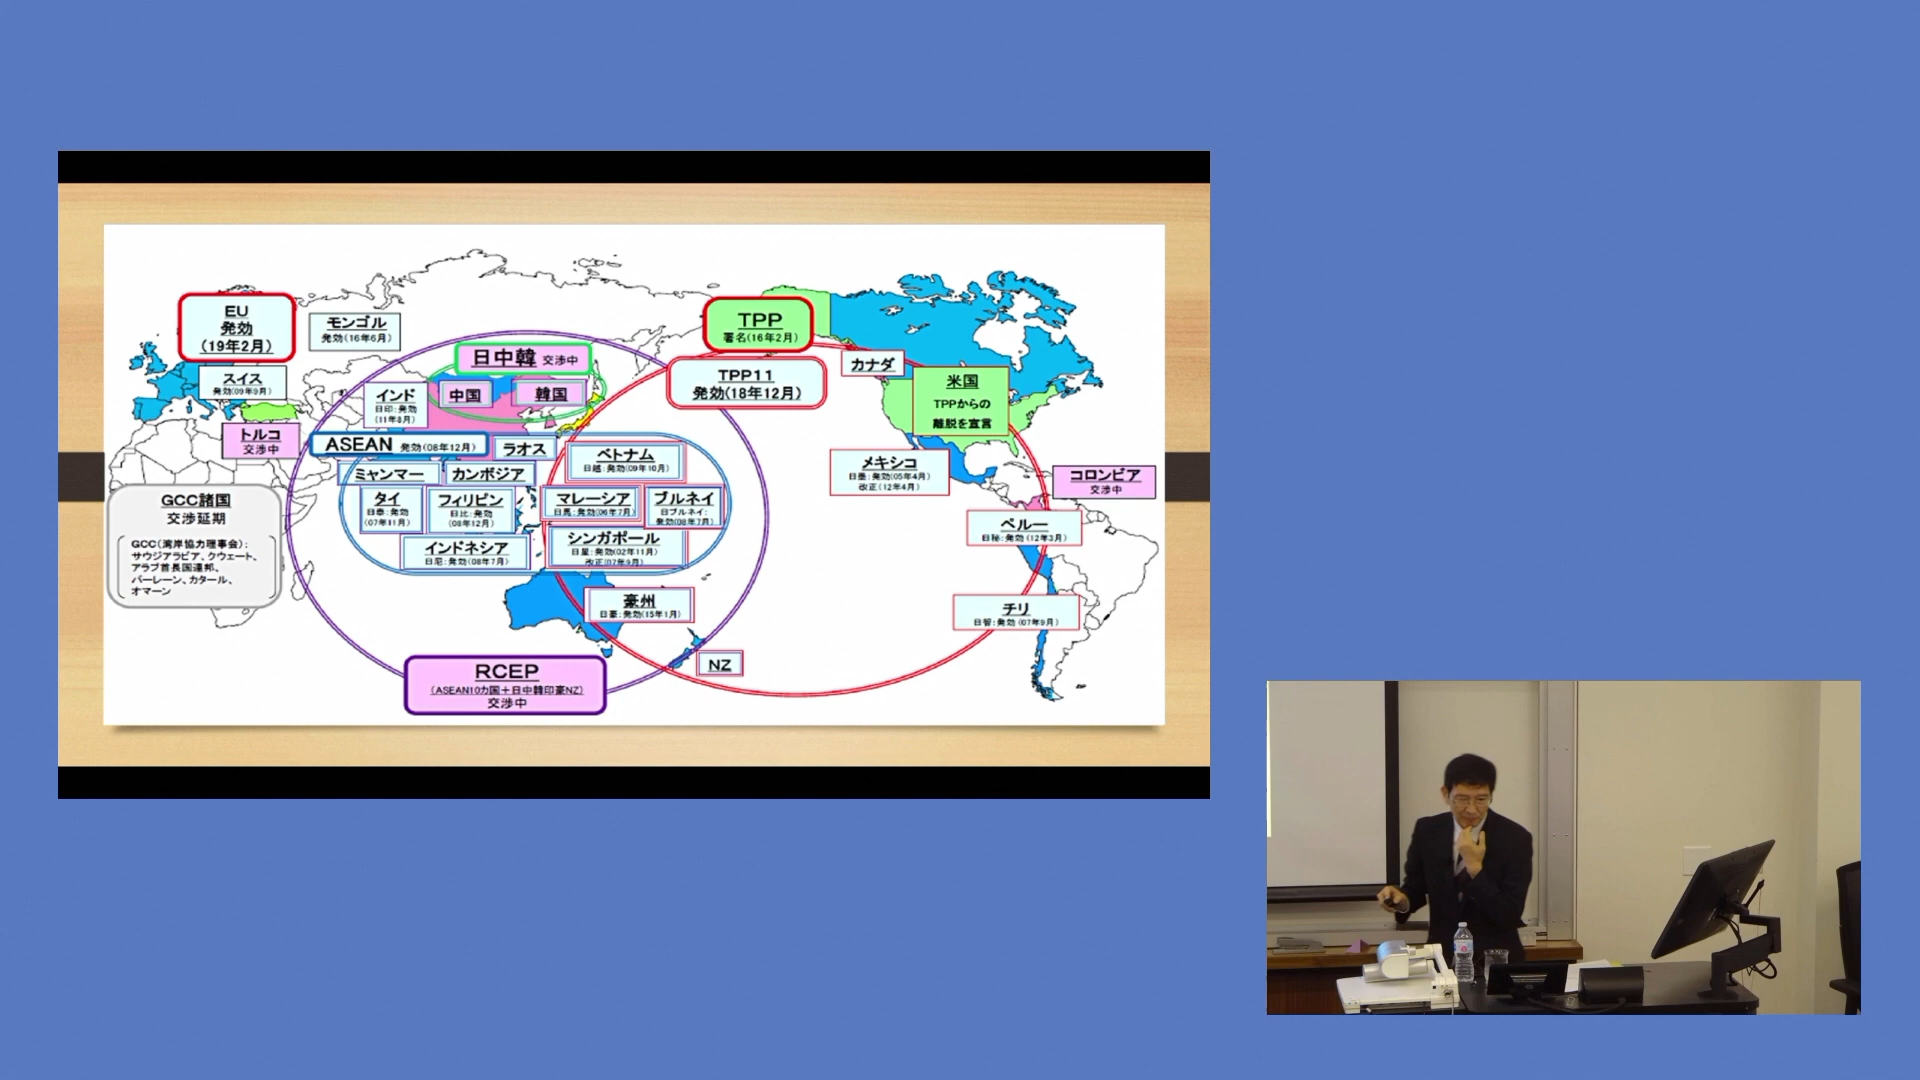 EU
発効
(19年2月)
モンゴル
発効(16年6月)
スイス
発効(09年9月)
トルコ
交渉中
GCC諸国
交渉延期
GCC(湾岸協力理事会):
サウジアラビア、クウェート、
アラブ首長国連邦、
バーレーン、カタール、
オマーン
日中韓 交渉中
中国
韓国
インド
日印:発効
(11年8月)
ASEAN 発効(08年12月)
ラオス
ミャンマー
カンボジア
タイ
日泰:発効
(07年11月)
フィリピン
日比:発効
(08年12月)
インドネシア
日尼:発効(08年7月)
ベトナム
日越:発効(09年10月)
マレーシア
日馬:発効(06年7月)
ブルネイ
日ブルネイ:
発効(08年7月)
シンガポール
日星:発効(02年11月)
改正(07年9月)
豪州
日豪:発効(15年1月)
NZ
RCEP
(ASEAN10カ国+日中韓印豪NZ)
交渉中
TPP
署名(16年2月)
TPP11
発効(18年12月)
カナダ
米国
TPPからの
離脱を宣言
メキシコ
日墨:発効(05年4月)
改正(12年4月)
コロンビア
交渉中
ペルー
日秘:発効(12年3月)
チリ
日智:発効(07年9月)